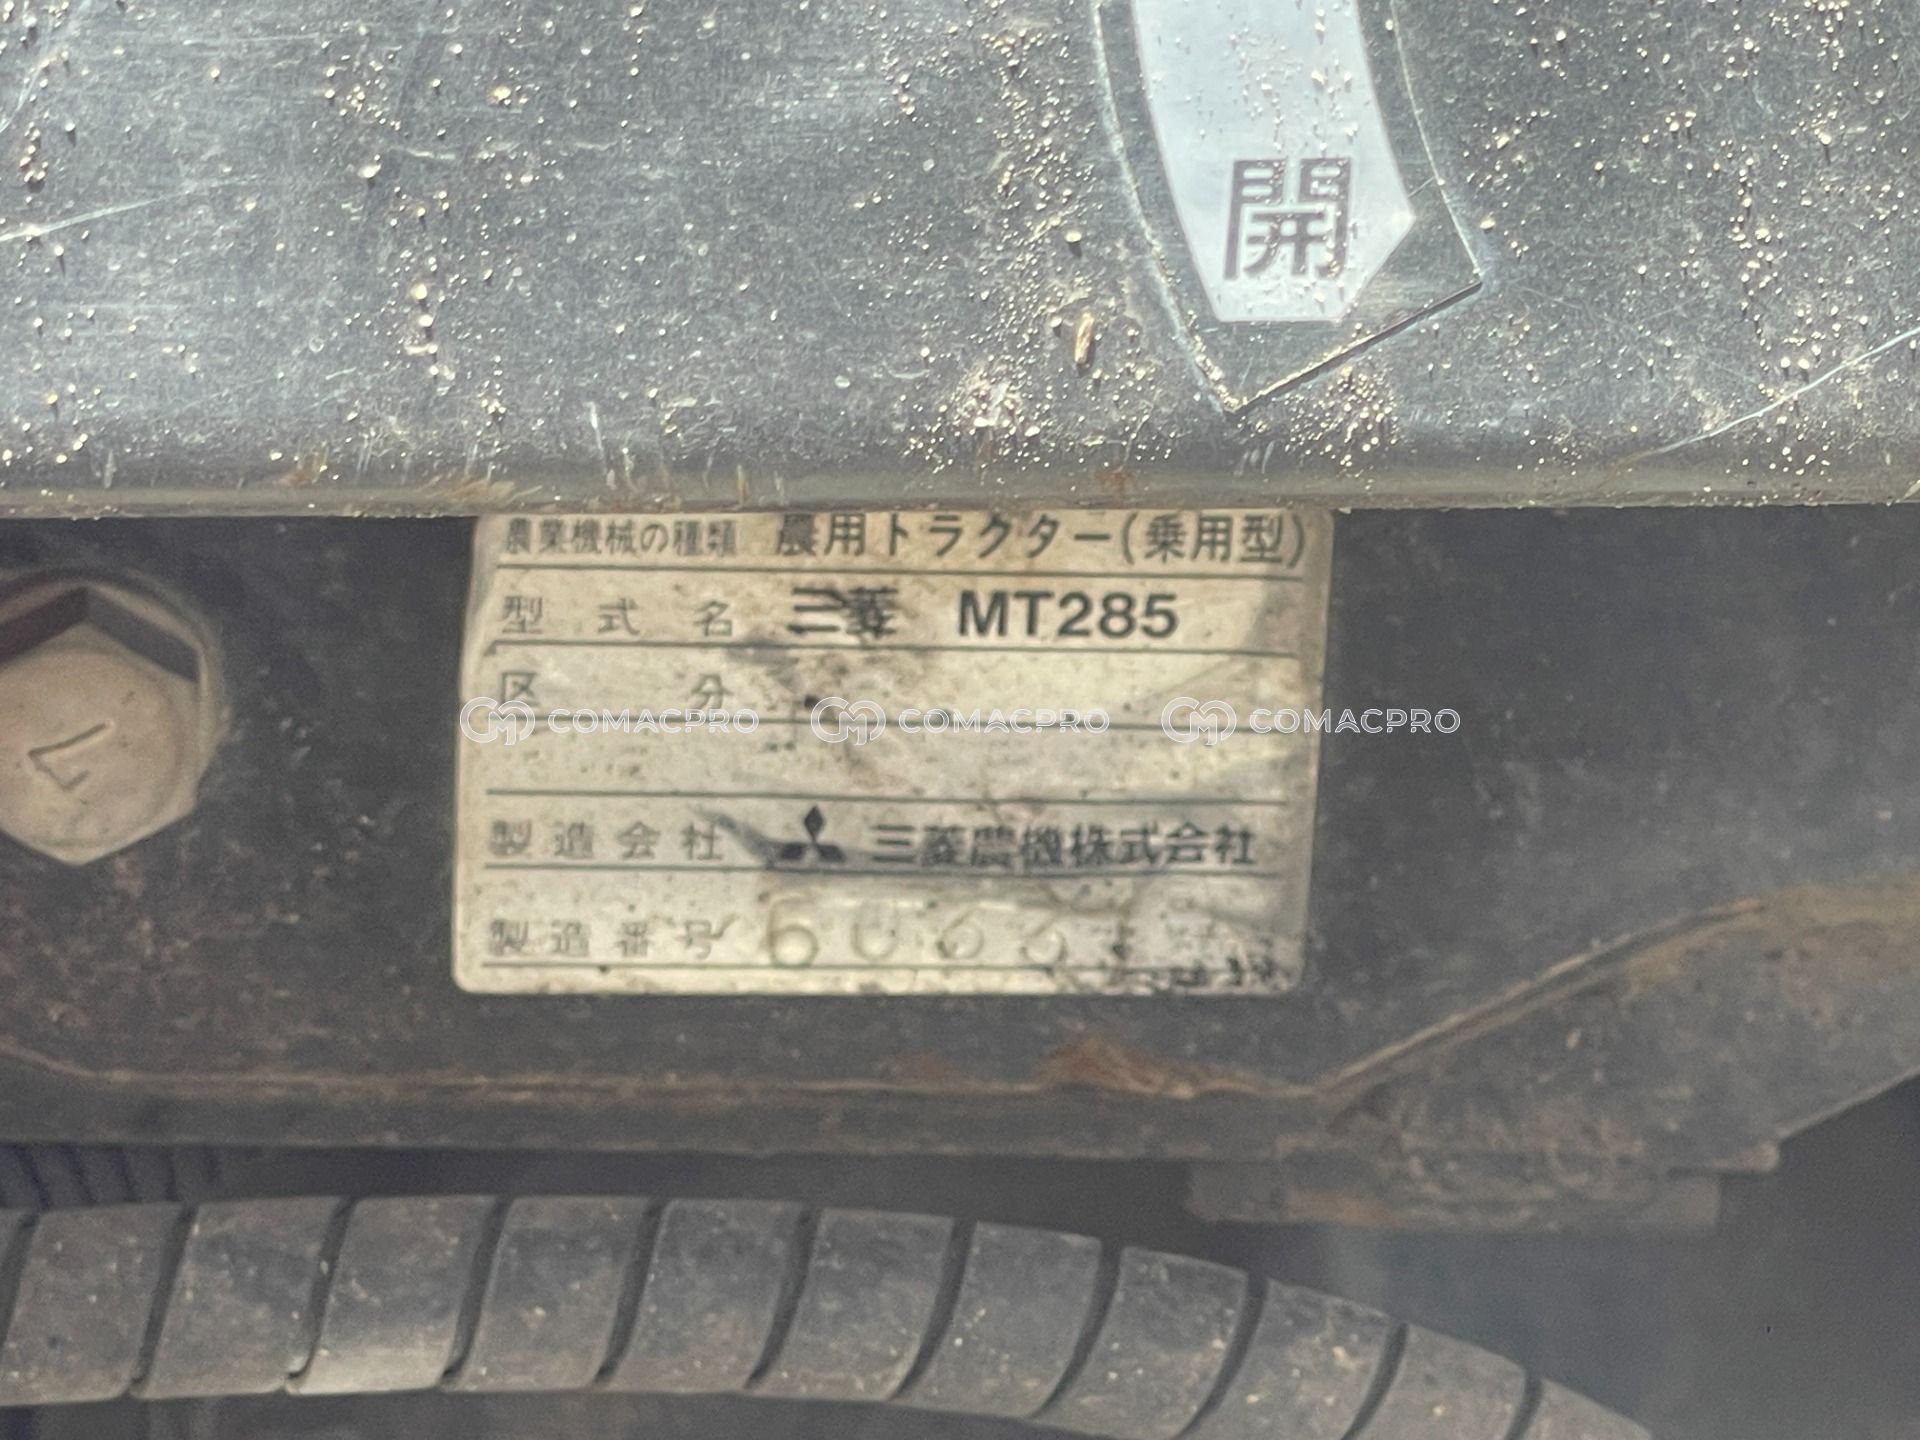 開
農業機械の種類 農用トラクター(乗用型)
型式名 三菱 MT285
区分
COMACPRO COMACPRO COMACPRO
製造会社 三菱農機株式会社
製造番号
7